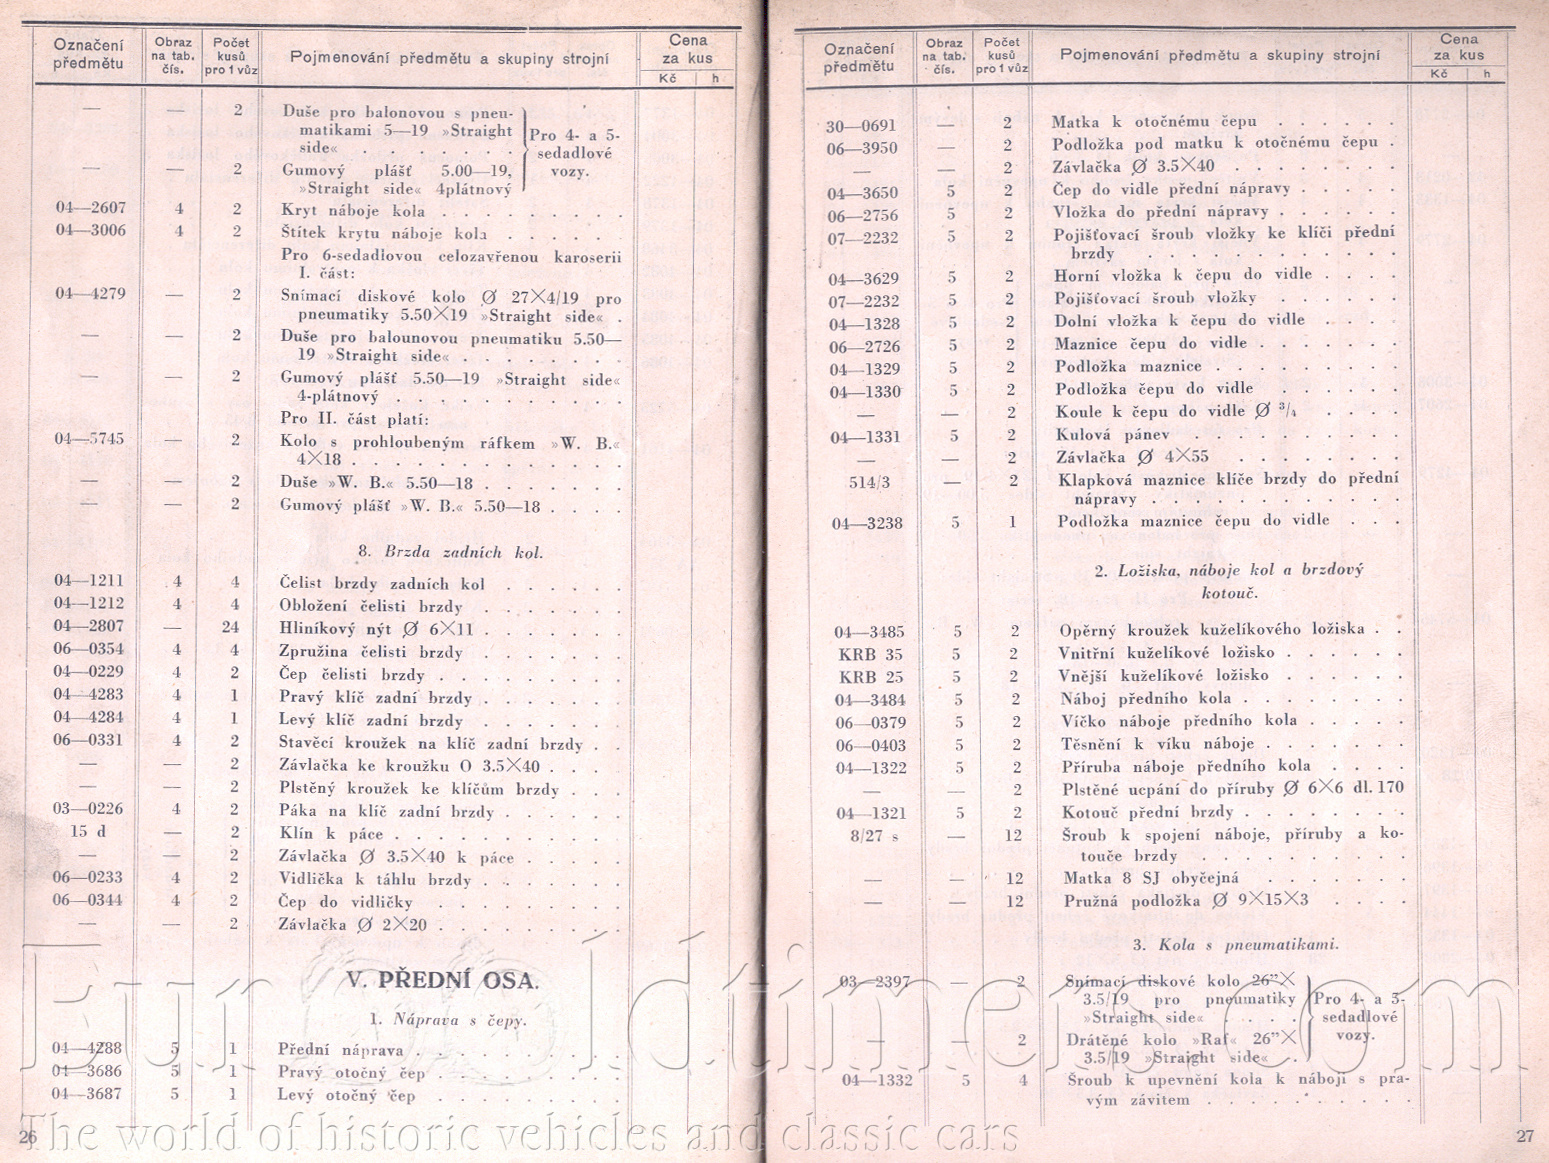 Označení předmětu | Obraz na tab. čís. | Počet kusů pro 1 vůz | Pojmenování předmětu a skupiny strojní | Cena za kus
Kč | h
— — 2 Duše pro balonovou s pneu-
matikami 5—19 »Straight
side« . . . . . . .
— — 2 Gumový plášť 5.00—19,
»Straight side« 4plátnový
Pro 4- a 5-
sedadlové
vozy.
04—2607 4 2 Kryt náboje kola . . . . . . . . .
04—3006 4 2 Štítek krytu náboje kola . . . . .
Pro 6-sedadlovou celozavřenou karoserii
I. část:
04—4279 — 2 Snímací diskové kolo Ø 27×4/19 pro
pneumatiky 5.50×19 »Straight side« .
— — 2 Duše pro balounovou pneumatiku 5.50—
19 »Straight side« . . . . . . . .
— — 2 Gumový plášť 5.50—19 »Straight side«
4-plátnový . . . . . . . . . . .
Pro II. část platí:
04—5745 — 2 Kolo s prohloubeným ráfkem »W. B.«
4×18 . . . . . . . . . . . . .
— — 2 Duše »W. B.« 5.50—18 . . . . . . .
— — 2 Gumový plášť »W. B.« 5.50—18 . . . .
8. Brzda zadních kol.
04—1211 4 4 Čelist brzdy zadních kol . . . . . .
04—1212 4 4 Obložení čelisti brzdy . . . . . . .
04—2807 — 24 Hliníkový nýt Ø 6×11 . . . . . . .
06—0354 4 4 Zpružina čelisti brzdy . . . . . . .
04—0229 4 2 Čep čelisti brzdy . . . . . . . . .
04—4283 4 1 Pravý klíč zadní brzdy . . . . . . .
04—4284 4 1 Levý klíč zadní brzdy . . . . . . .
06—0331 4 2 Stavěcí kroužek na klíč zadní brzdy . .
— — 2 Závlačka ke kroužku O 3.5×40 . . . .
— — 2 Plstěný kroužek ke klíčům brzdy . . .
03—0226 4 2 Páka na klíč zadní brzdy . . . . . .
15 d — 2 Klín k páce . . . . . . . . . . .
— — 2 Závlačka Ø 3.5×40 k páce . . . . .
06—0233 4 2 Vidlička k táhlu brzdy . . . . . . .
06—0344 4 2 Čep do vidličky . . . . . . . . .
— — 2 Závlačka Ø 2×20 . . . . . . . . .
V. PŘEDNÍ OSA.
1. Náprava s čepy.
04—4288 5 1 Přední náprava . . . . . . . . . .
04—3686 5 1 Pravý otočný čep . . . . . . . . .
04—3687 5 1 Levý otočný čep . . . . . . . . .
26
Označení předmětu | Obraz na tab. čís. | Počet kusů pro 1 vůz | Pojmenování předmětu a skupiny strojní | Cena za kus
Kč | h
30—0691 — 2 Matka k otočnému čepu . . . . . .
06—3950 — 2 Podložka pod matku k otočnému čepu .
— — 2 Závlačka Ø 3.5×40 . . . . . . . .
04—3650 5 2 Čep do vidle přední nápravy . . . . .
06—2756 5 2 Vložka do přední nápravy . . . . . .
07—2232 5 2 Pojišťovací šroub vložky ke klíči přední
brzdy . . . . . . . . . . . .
04—3629 5 2 Horní vložka k čepu do vidle . . . .
07—2232 5 2 Pojišťovací šroub vložky . . . . . .
04—1328 5 2 Dolní vložka k čepu do vidle . . . .
06—2726 5 2 Maznice čepu do vidle . . . . . . .
04—1329 5 2 Podložka maznice . . . . . . . . .
04—1330 5 2 Podložka čepu do vidle . . . . . .
— — 2 Koule k čepu do vidle Ø 3/4 . . . .
04—1331 5 2 Kulová pánev . . . . . . . . . .
— — 2 Závlačka Ø 4×55 . . . . . . . .
514/3 — 2 Klapková maznice klíče brzdy do přední
nápravy . . . . . . . . . . . .
04—3238 5 1 Podložka maznice čepu do vidle . . .
2. Ložiska, náboje kol a brzdový
kotouč.
04—3485 5 2 Opěrný kroužek kuželíkového ložiska . .
KRB 35 5 2 Vnitřní kuželíkové ložisko . . . . . .
KRB 25 5 2 Vnější kuželíkové ložisko . . . . . .
04—3484 5 2 Náboj předního kola . . . . . . . .
06—0379 5 2 Víčko náboje předního kola . . . . .
06—0403 5 2 Těsnění k víku náboje . . . . . . .
04—1322 5 2 Příruba náboje předního kola . . . .
— — 2 Plstěné ucpání do příruby Ø 6×6 dl. 170
04—1321 5 2 Kotouč přední brzdy . . . . . . . .
8/27 s — 12 Šroub k spojení náboje, příruby a ko-
touče brzdy . . . . . . . . . .
— — 12 Matka 8 SJ obyčejná . . . . . . .
— — 12 Pružná podložka Ø 9×15×3 . . . .
3. Kola s pneumatikami.
03—2397 — 2 Snímací diskové kolo 26”×
3.5/19 pro pneumatiky
»Straight side« . . . .
— — 2 Drátěné kolo »Raf« 26”×
3.5/19 »Straight side« . .
Pro 4- a 5-
sedadlové
vozy.
04—1332 5 4 Šroub k upevnění kola k náboji s pra-
vým závitem . . . . . . . . . .
27
EuroOldtimers.com
The world of historic vehicles and classic cars